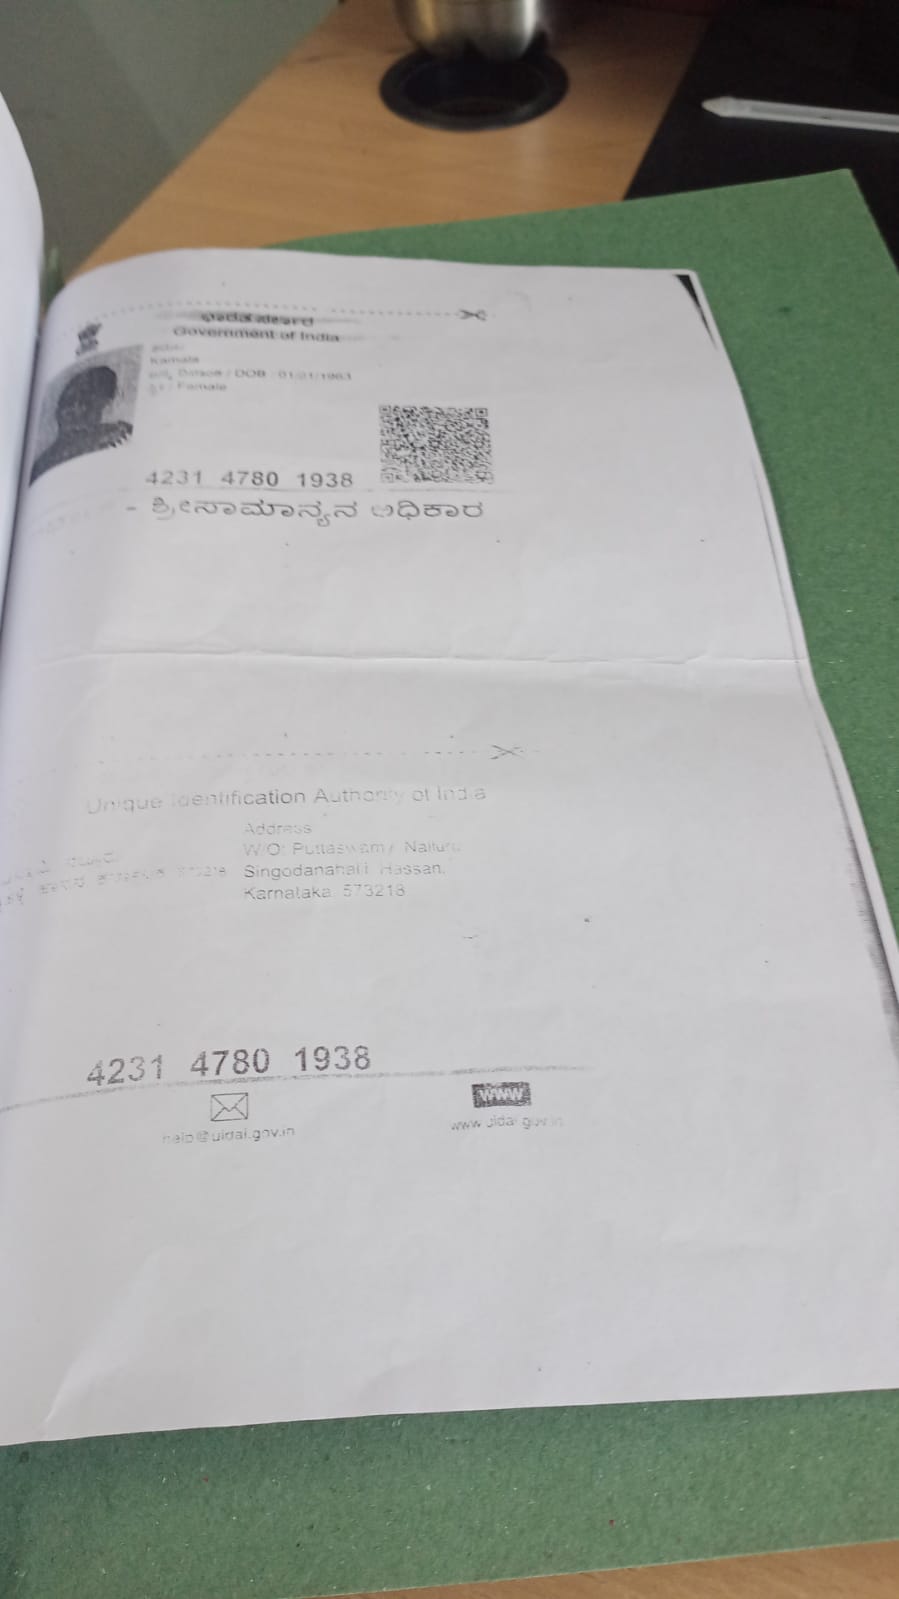 Government of India
Kamala
/ DOB : 01/01/1963
/ Female
4231 4780 1938
- ಶ್ರೀಸಾಮಾನ್ಯನ ಅಧಿಕಾರ
Unique Identification Authority of India
Address
W/O: Puttaswamy
Singodanahalli Hassan,
Karnataka 573218
573218
4231 4780 1938
www
help@uidai.gov.in
www.uidai.gov.in